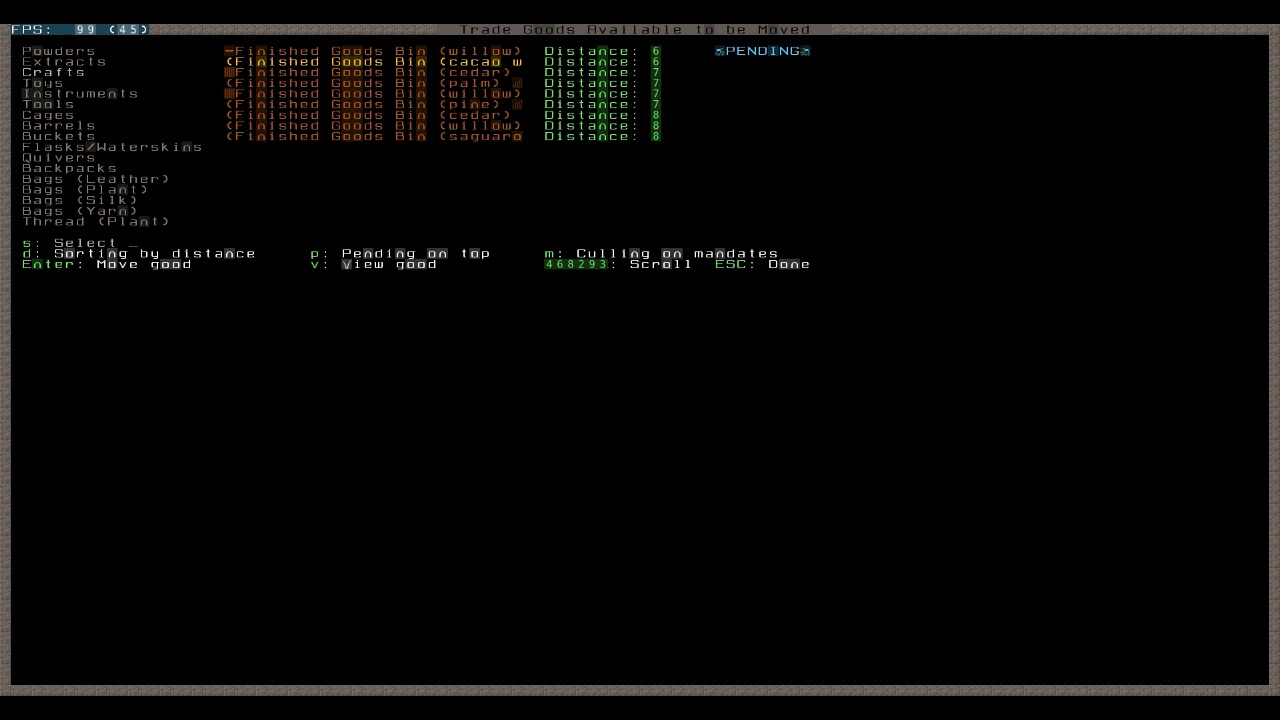 FPS: 99 (45)
Trade Goods Available to be Moved
Powders -Finished Goods Bin (willow) Distance: 6 PENDING
Extracts (Finished Goods Bin (cacao w Distance: 6
Crafts Finished Goods Bin (cedar) Distance: 7
Toys (Finished Goods Bin (palm) Distance: 7
Instruments Finished Goods Bin (willow) Distance: 7
Tools (Finished Goods Bin (pine) Distance: 7
Cages (Finished Goods Bin (cedar) Distance: 8
Barrels (Finished Goods Bin (willow) Distance: 8
Buckets (Finished Goods Bin (saguaro Distance: 8
Flasks/Waterskins
Quivers
Backpacks
Bags (Leather)
Bags (Plant)
Bags (Silk)
Bags (Yarn)
Thread (Plant)
s: Select _
d: Sorting by distance p: Pending on top m: Culling on mandates
Enter: Move good v: View good 468293: Scroll ESC: Done